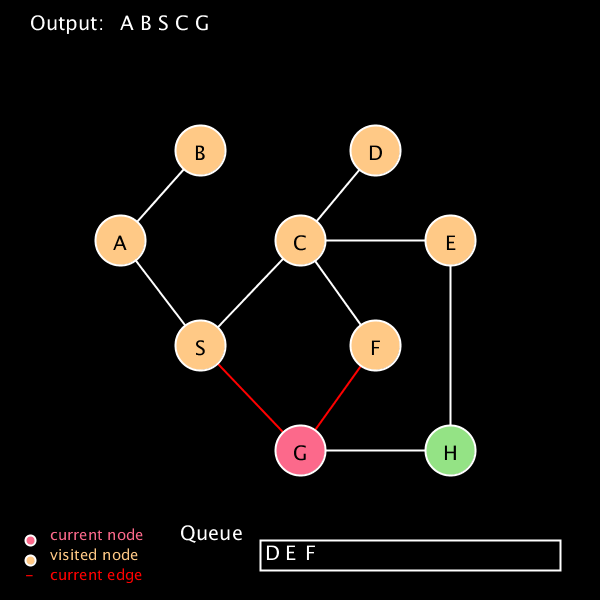 Output: A B S C G
B
D
A
C
E
S
F
G
H
current node
visited node
current edge
Queue
D E F